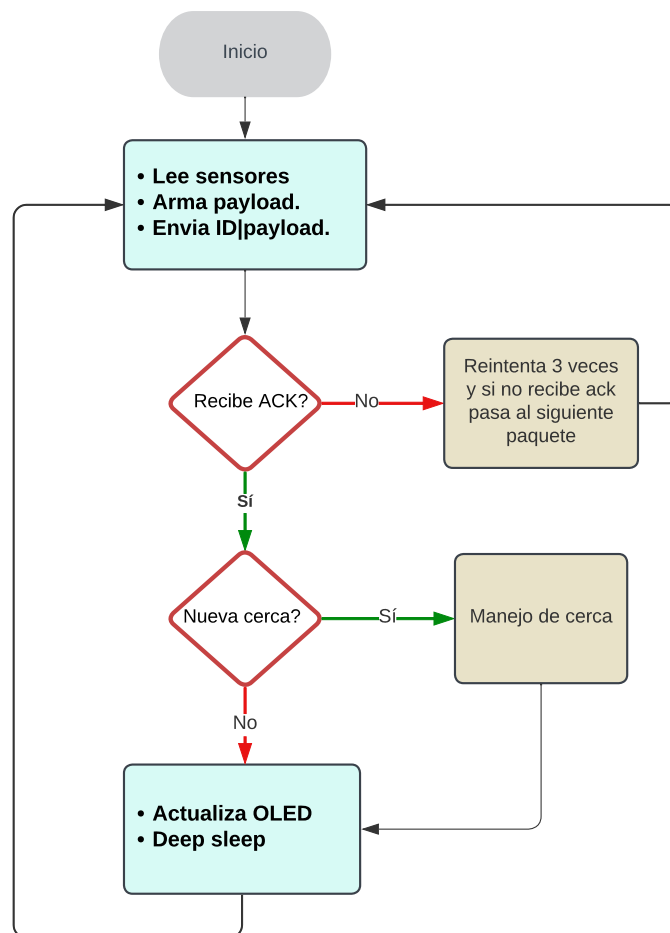 Inicio
• Lee sensores
• Arma payload.
• Envia ID|payload.
Recibe ACK?
No
Reintenta 3 veces
y si no recibe ack
pasa al siguiente
paquete
Sí
Nueva cerca?
Sí
Manejo de cerca
No
• Actualiza OLED
• Deep sleep